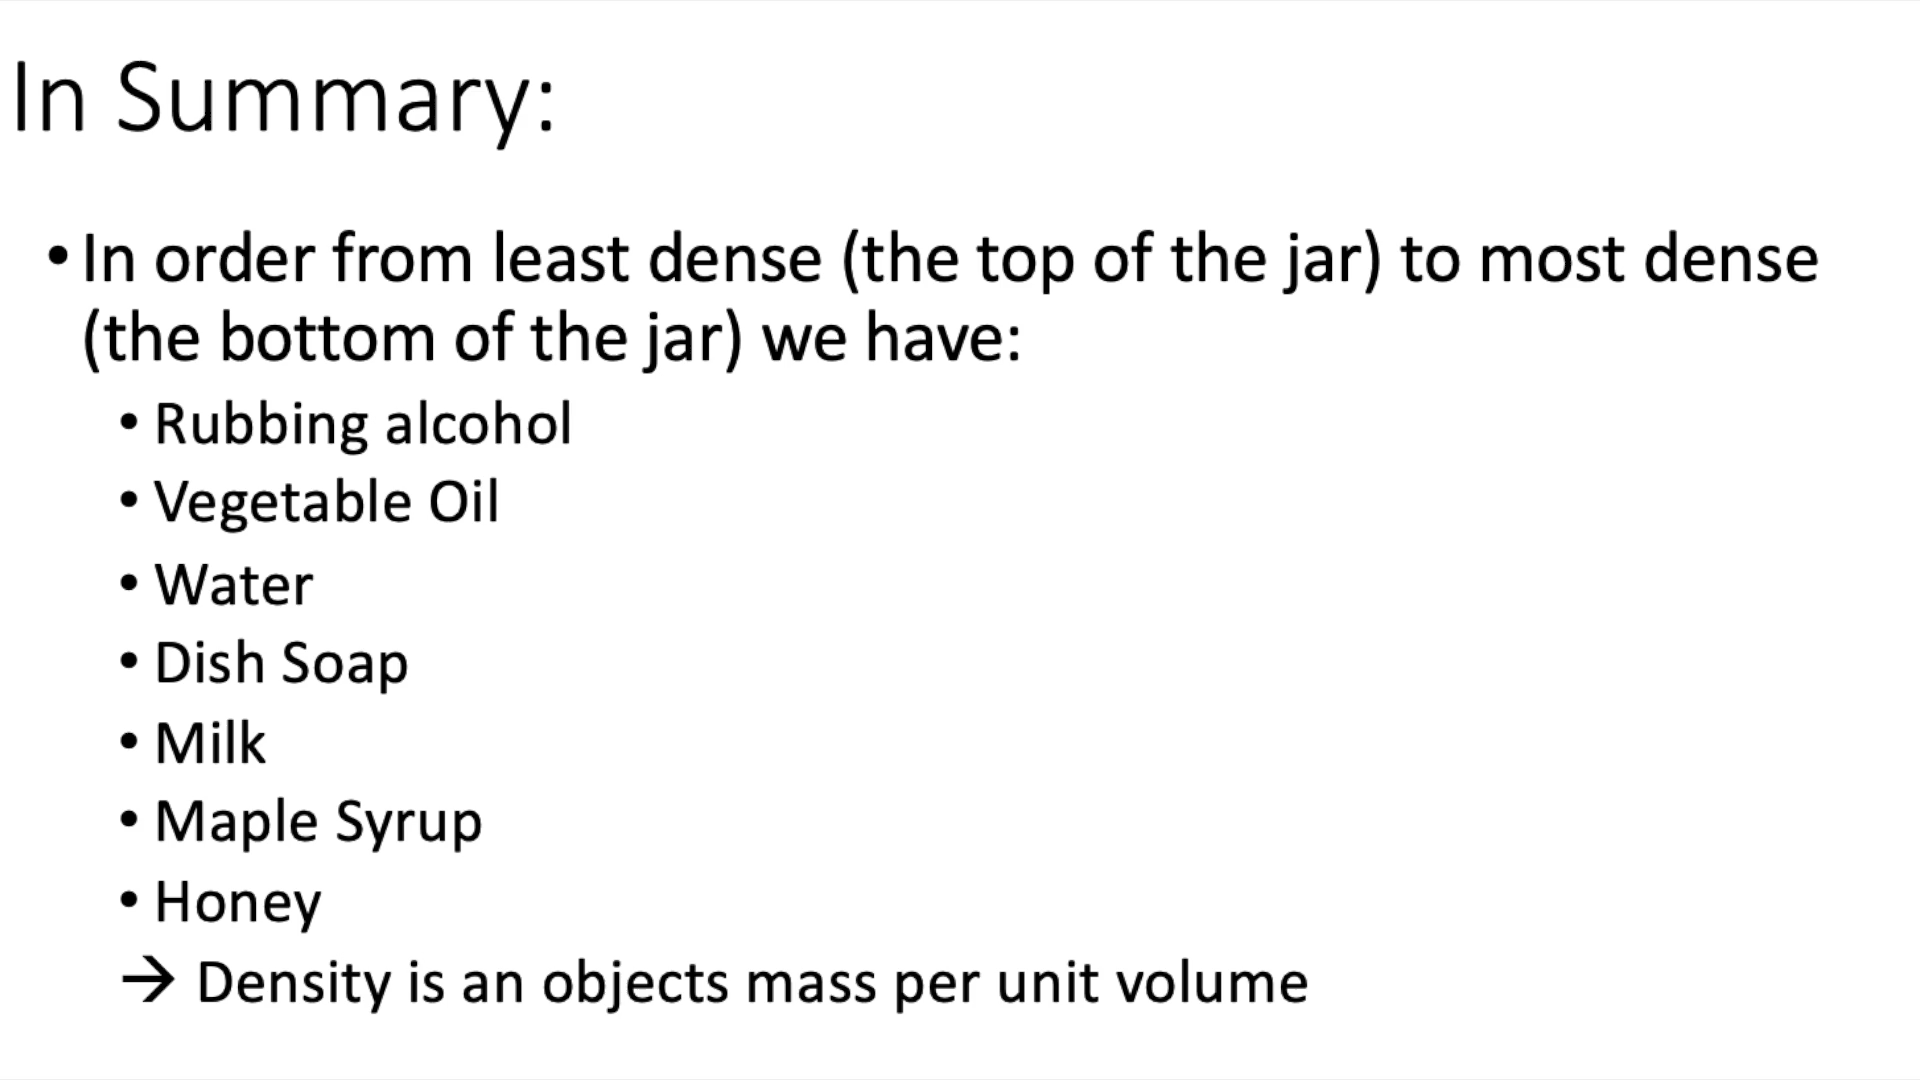 In Summary:
• In order from least dense (the top of the jar) to most dense
(the bottom of the jar) we have:
• Rubbing alcohol
• Vegetable Oil
• Water
• Dish Soap
• Milk
• Maple Syrup
• Honey
→ Density is an objects mass per unit volume